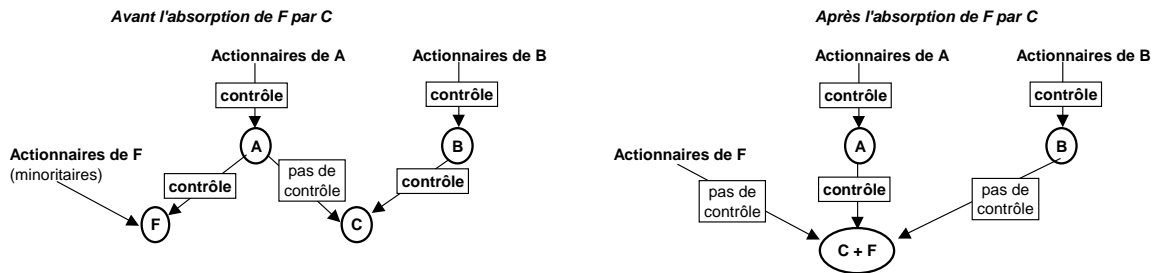 Avant l'absorption de F par C
Actionnaires de A
Actionnaires de B
contrôle
contrôle
A
B
Actionnaires de F
(minoritaires)
contrôle
pas de
contrôle
contrôle
F
C
Après l'absorption de F par C
Actionnaires de A
Actionnaires de B
contrôle
contrôle
A
B
Actionnaires de F
pas de
contrôle
contrôle
pas de
contrôle
C + F